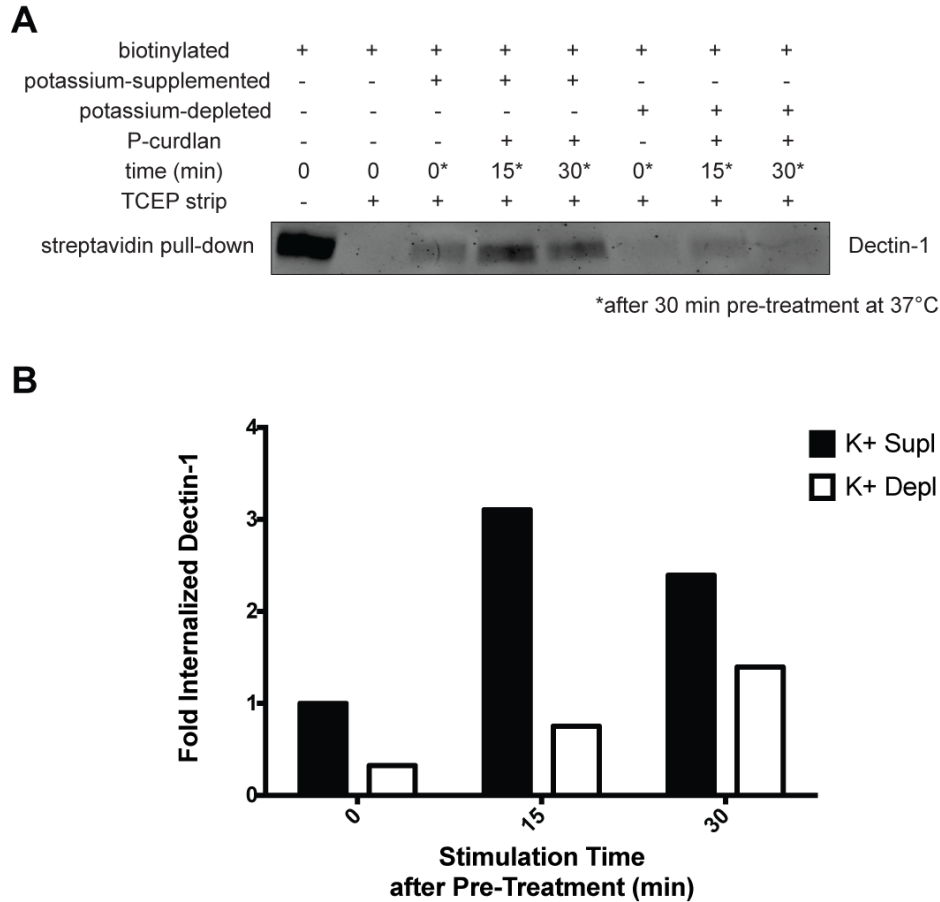 A
biotinylated + + + + + + + +
potassium-supplemented - - + + + - - -
potassium-depleted - - - - - + + +
P-curdlan - - - + + - + +
time (min) 0 0 0* 15* 30* 0* 15* 30*
TCEP strip - + + + + + + +
streptavidin pull-down Dectin-1
*after 30 min pre-treatment at 37°C
B
Fold Internalized Dectin-1
4
3
2
1
0
K+ Supl
K+ Depl
0 15 30
Stimulation Time
after Pre-Treatment (min)